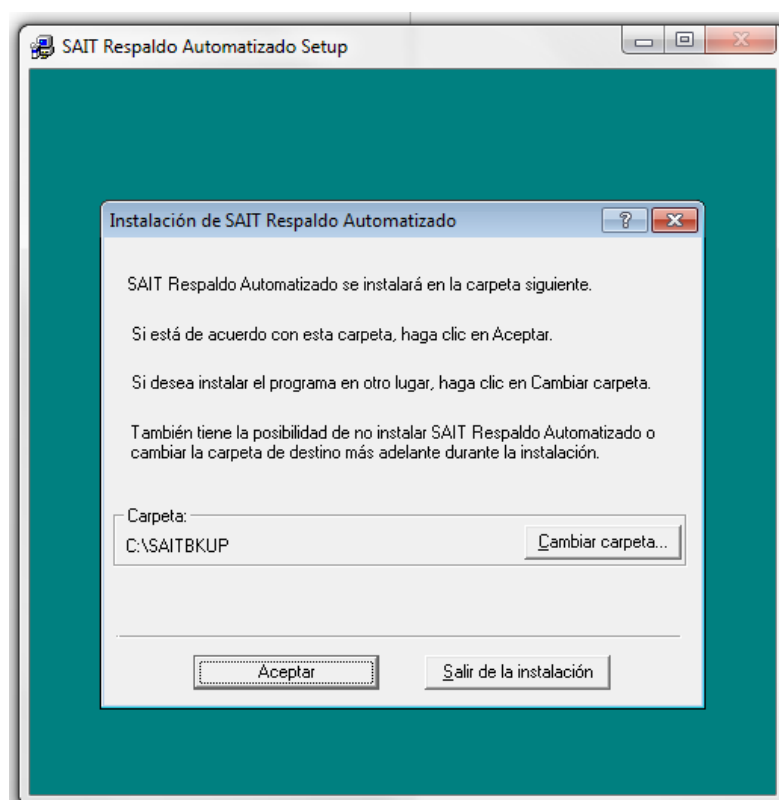 SAIT Respaldo Automatizado Setup
Instalación de SAIT Respaldo Automatizado
SAIT Respaldo Automatizado se instalará en la carpeta siguiente.
Si está de acuerdo con esta carpeta, haga clic en Aceptar.
Si desea instalar el programa en otro lugar, haga clic en Cambiar carpeta.
También tiene la posibilidad de no instalar SAIT Respaldo Automatizado o
cambiar la carpeta de destino más adelante durante la instalación.
Carpeta:
C:\SAITBKUP
Cambiar carpeta...
Aceptar
Salir de la instalación